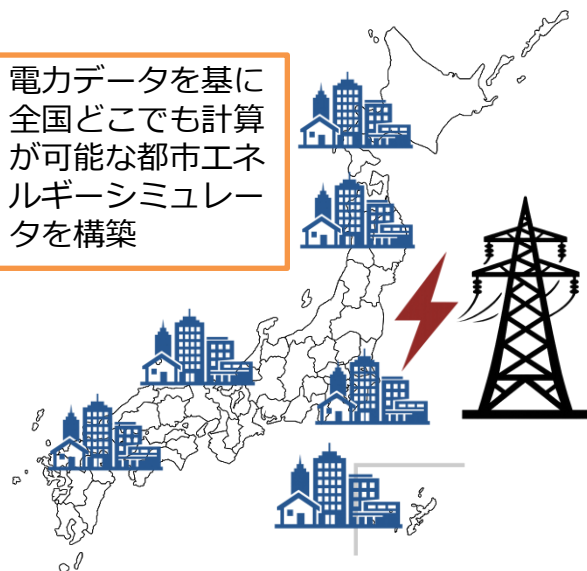 電力データを基に
全国どこでも計算
が可能な都市エネ
ルギーシミュレー
タを構築